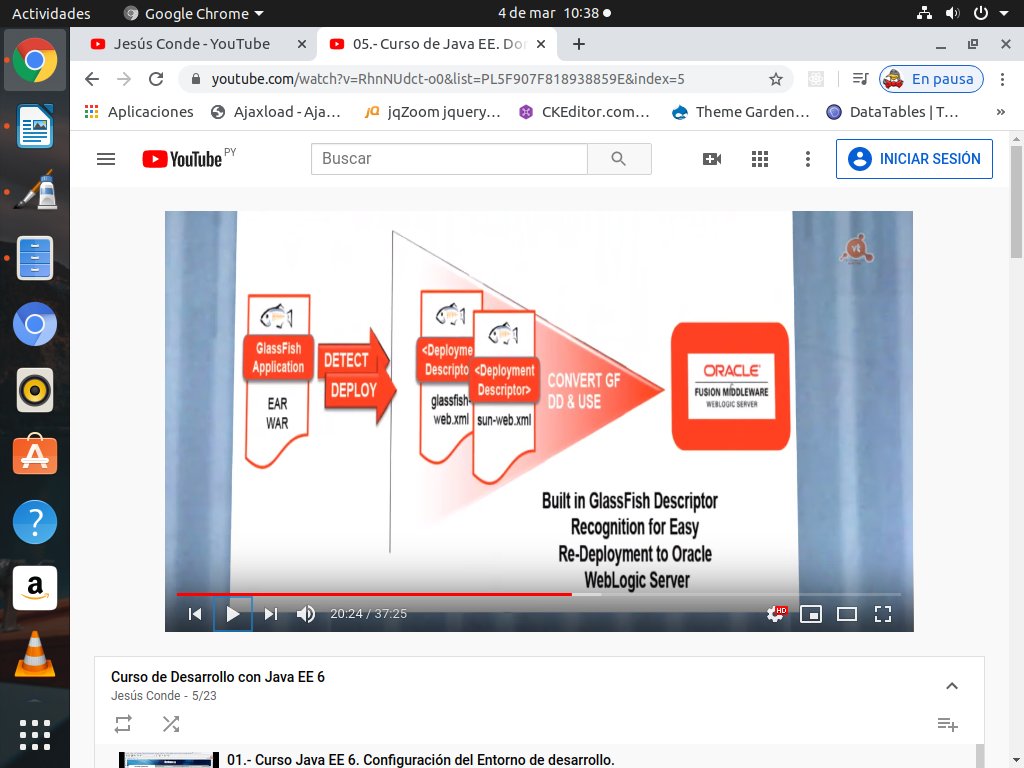 Actividades
Google Chrome
4 de mar 10:38
Jesús Conde - YouTube
05.- Curso de Java EE. Dor
youtube.com/watch?v=RhnNUdct-o0&list=PL5F907F818938859E&index=5
En pausa
Aplicaciones
Ajaxload - Aja...
jqZoom jquery...
CKEditor.com...
Theme Garden...
DataTables | T...
»
YouTube PY
Buscar
INICIAR SESIÓN
vt
GlassFish
Application
EAR
WAR
DETECT
DEPLOY
<Deployme
Descripto
glassfish-
web.xml
<Deployment
Descriptor>
sun-web.xml
CONVERT GF
DD & USE
ORACLE
FUSION MIDDLEWARE
WEBLOGIC SERVER
Built in GlassFish Descriptor
Recognition for Easy
Re-Deployment to Oracle
WebLogic Server
20:24 / 37:25
HD
Curso de Desarrollo con Java EE 6
Jesús Conde - 5/23
01.- Curso Java EE 6. Configuración del Entorno de desarrollo.